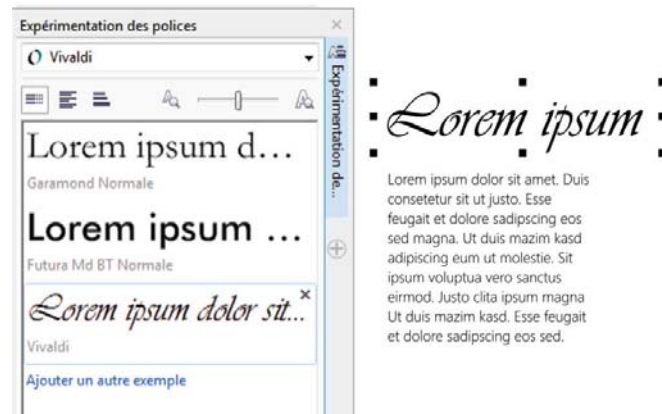 Expérimentation des polices
Vivaldi
Lorem ipsum d...
Garamond Normale
Lorem ipsum ...
Futura Md BT Normale
Lorem ipsum dolor sit...
Vivaldi
Ajouter un autre exemple
Expérimentation de...
Lorem ipsum
Lorem ipsum dolor sit amet. Duis
consetetur sit ut justo. Esse
feugait et dolore sadipscing eos
sed magna. Ut duis mazim kasd
adipiscing eum ut molestie. Sit
ipsum voluptua vero sanctus
eirmod. Justo clita ipsum magna
Ut duis mazim kasd. Esse feugait
et dolore sadipscing eos sed.